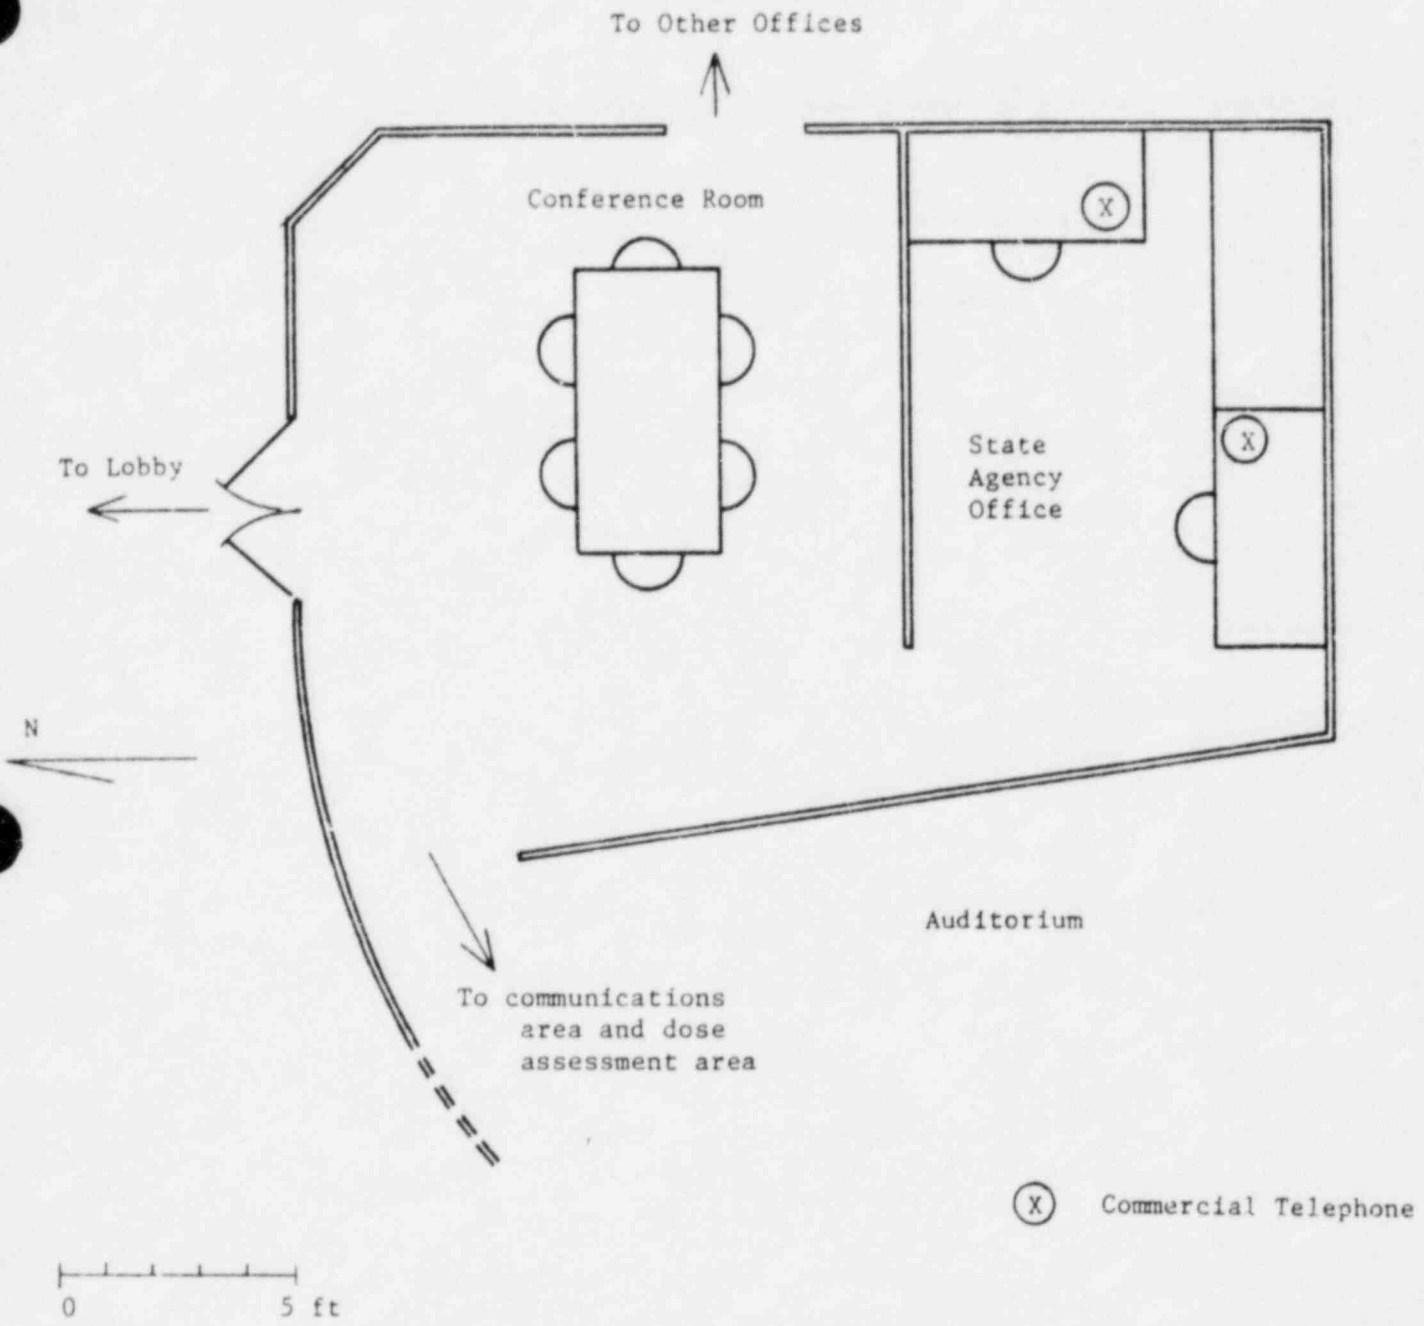 To Other Offices
Conference Room
X
X
State
Agency
Office
To Lobby
N
Auditorium
To communications
area and dose
assessment area
X Commercial Telephone
0 5 ft